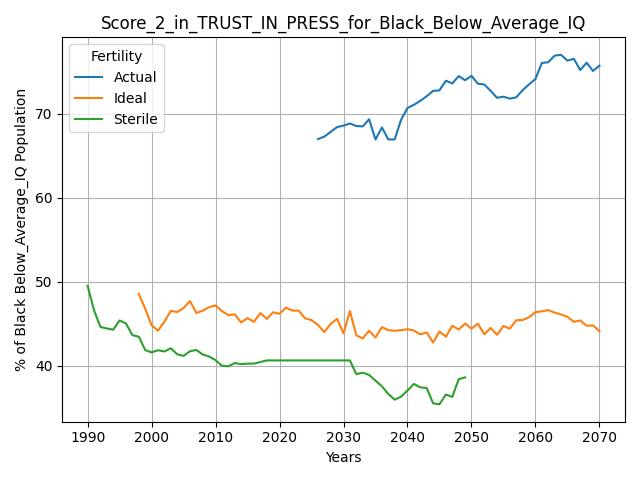 Score_2_in_TRUST_IN_PRESS_for_Black_Below_Average_IQ
Fertility
Actual
Ideal
Sterile
% of Black Below_Average_IQ Population
70
60
50
40
1990 2000 2010 2020 2030 2040 2050 2060 2070
Years